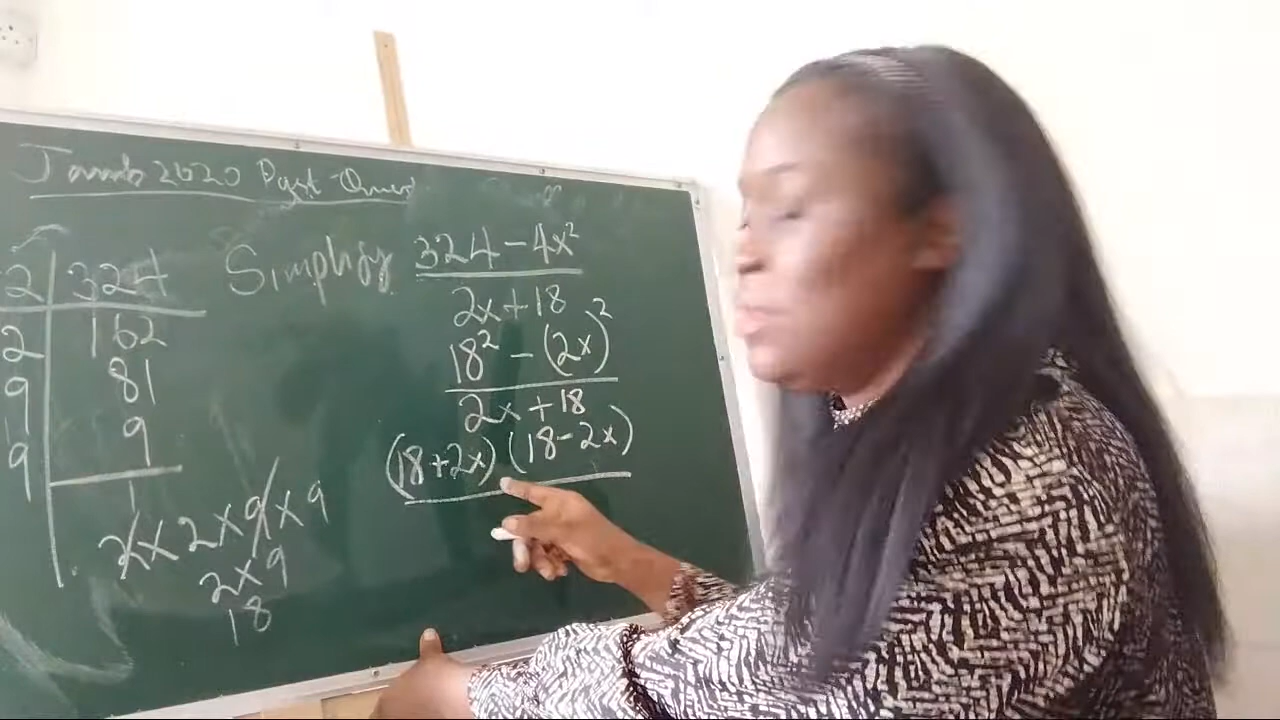 Jamb 2020 Past Quest
Simplify 324 - 4x²
2x + 18
18² - (2x)²
2x + 18
(18 + 2x) (18 - 2x)
2 324
2 162
9 81
9 9
1
2 x 2 x 9 x 9
2 x 9
18